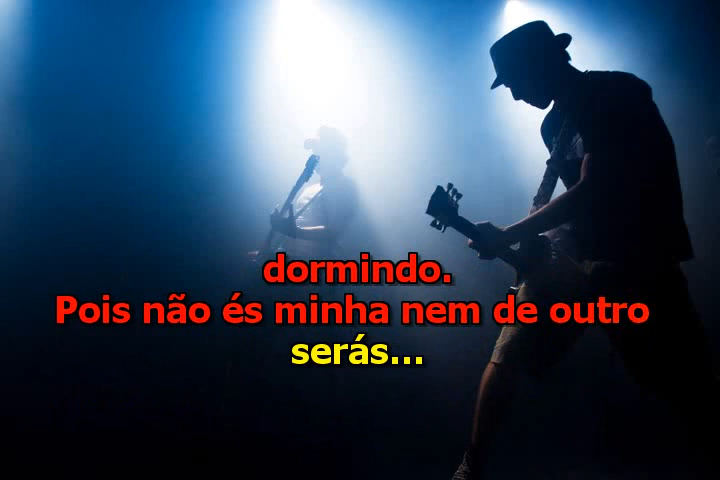 dormindo.
Pois não és minha nem de outro
serás...